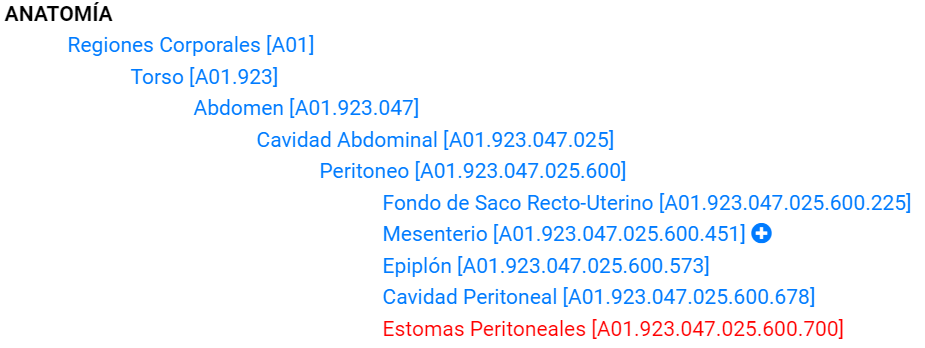 ANATOMÍA
Regiones Corporales [A01]
Torso [A01.923]
Abdomen [A01.923.047]
Cavidad Abdominal [A01.923.047.025]
Peritoneo [A01.923.047.025.600]
Fondo de Saco Recto-Uterino [A01.923.047.025.600.225]
Mesenterio [A01.923.047.025.600.451]
Epiplón [A01.923.047.025.600.573]
Cavidad Peritoneal [A01.923.047.025.600.678]
Estomas Peritoneales [A01.923.047.025.600.700]